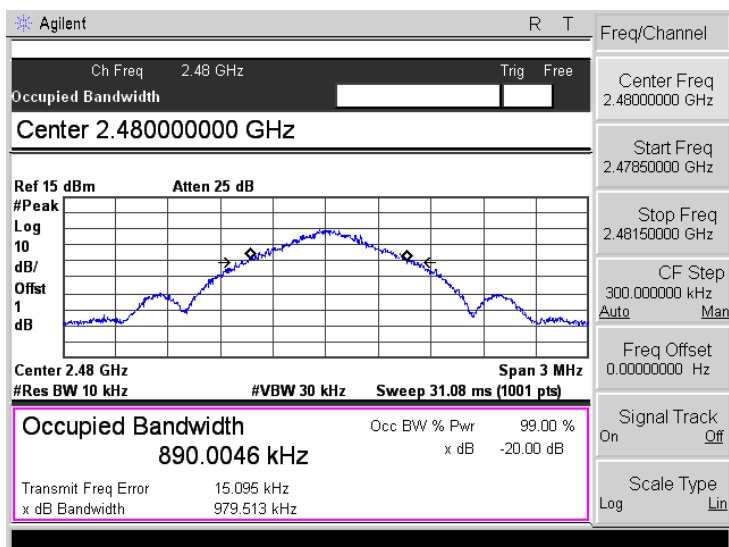 Agilent R T
Ch Freq 2.48 GHz Trig Free
Occupied Bandwidth
Center 2.480000000 GHz
Ref 15 dBm Atten 25 dB
#Peak
Log
10
dB/
Offst
1
dB
Center 2.48 GHz Span 3 MHz
#Res BW 10 kHz #VBW 30 kHz Sweep 31.08 ms (1001 pts)
Occupied Bandwidth Occ BW % Pwr 99.00 %
890.0046 kHz x dB -20.00 dB
Transmit Freq Error 15.095 kHz
x dB Bandwidth 979.513 kHz
Freq/Channel
Center Freq
2.48000000 GHz
Start Freq
2.47850000 GHz
Stop Freq
2.48150000 GHz
CF Step
300.000000 kHz
Auto Man
Freq Offset
0.00000000 Hz
Signal Track
On Off
Scale Type
Log Lin